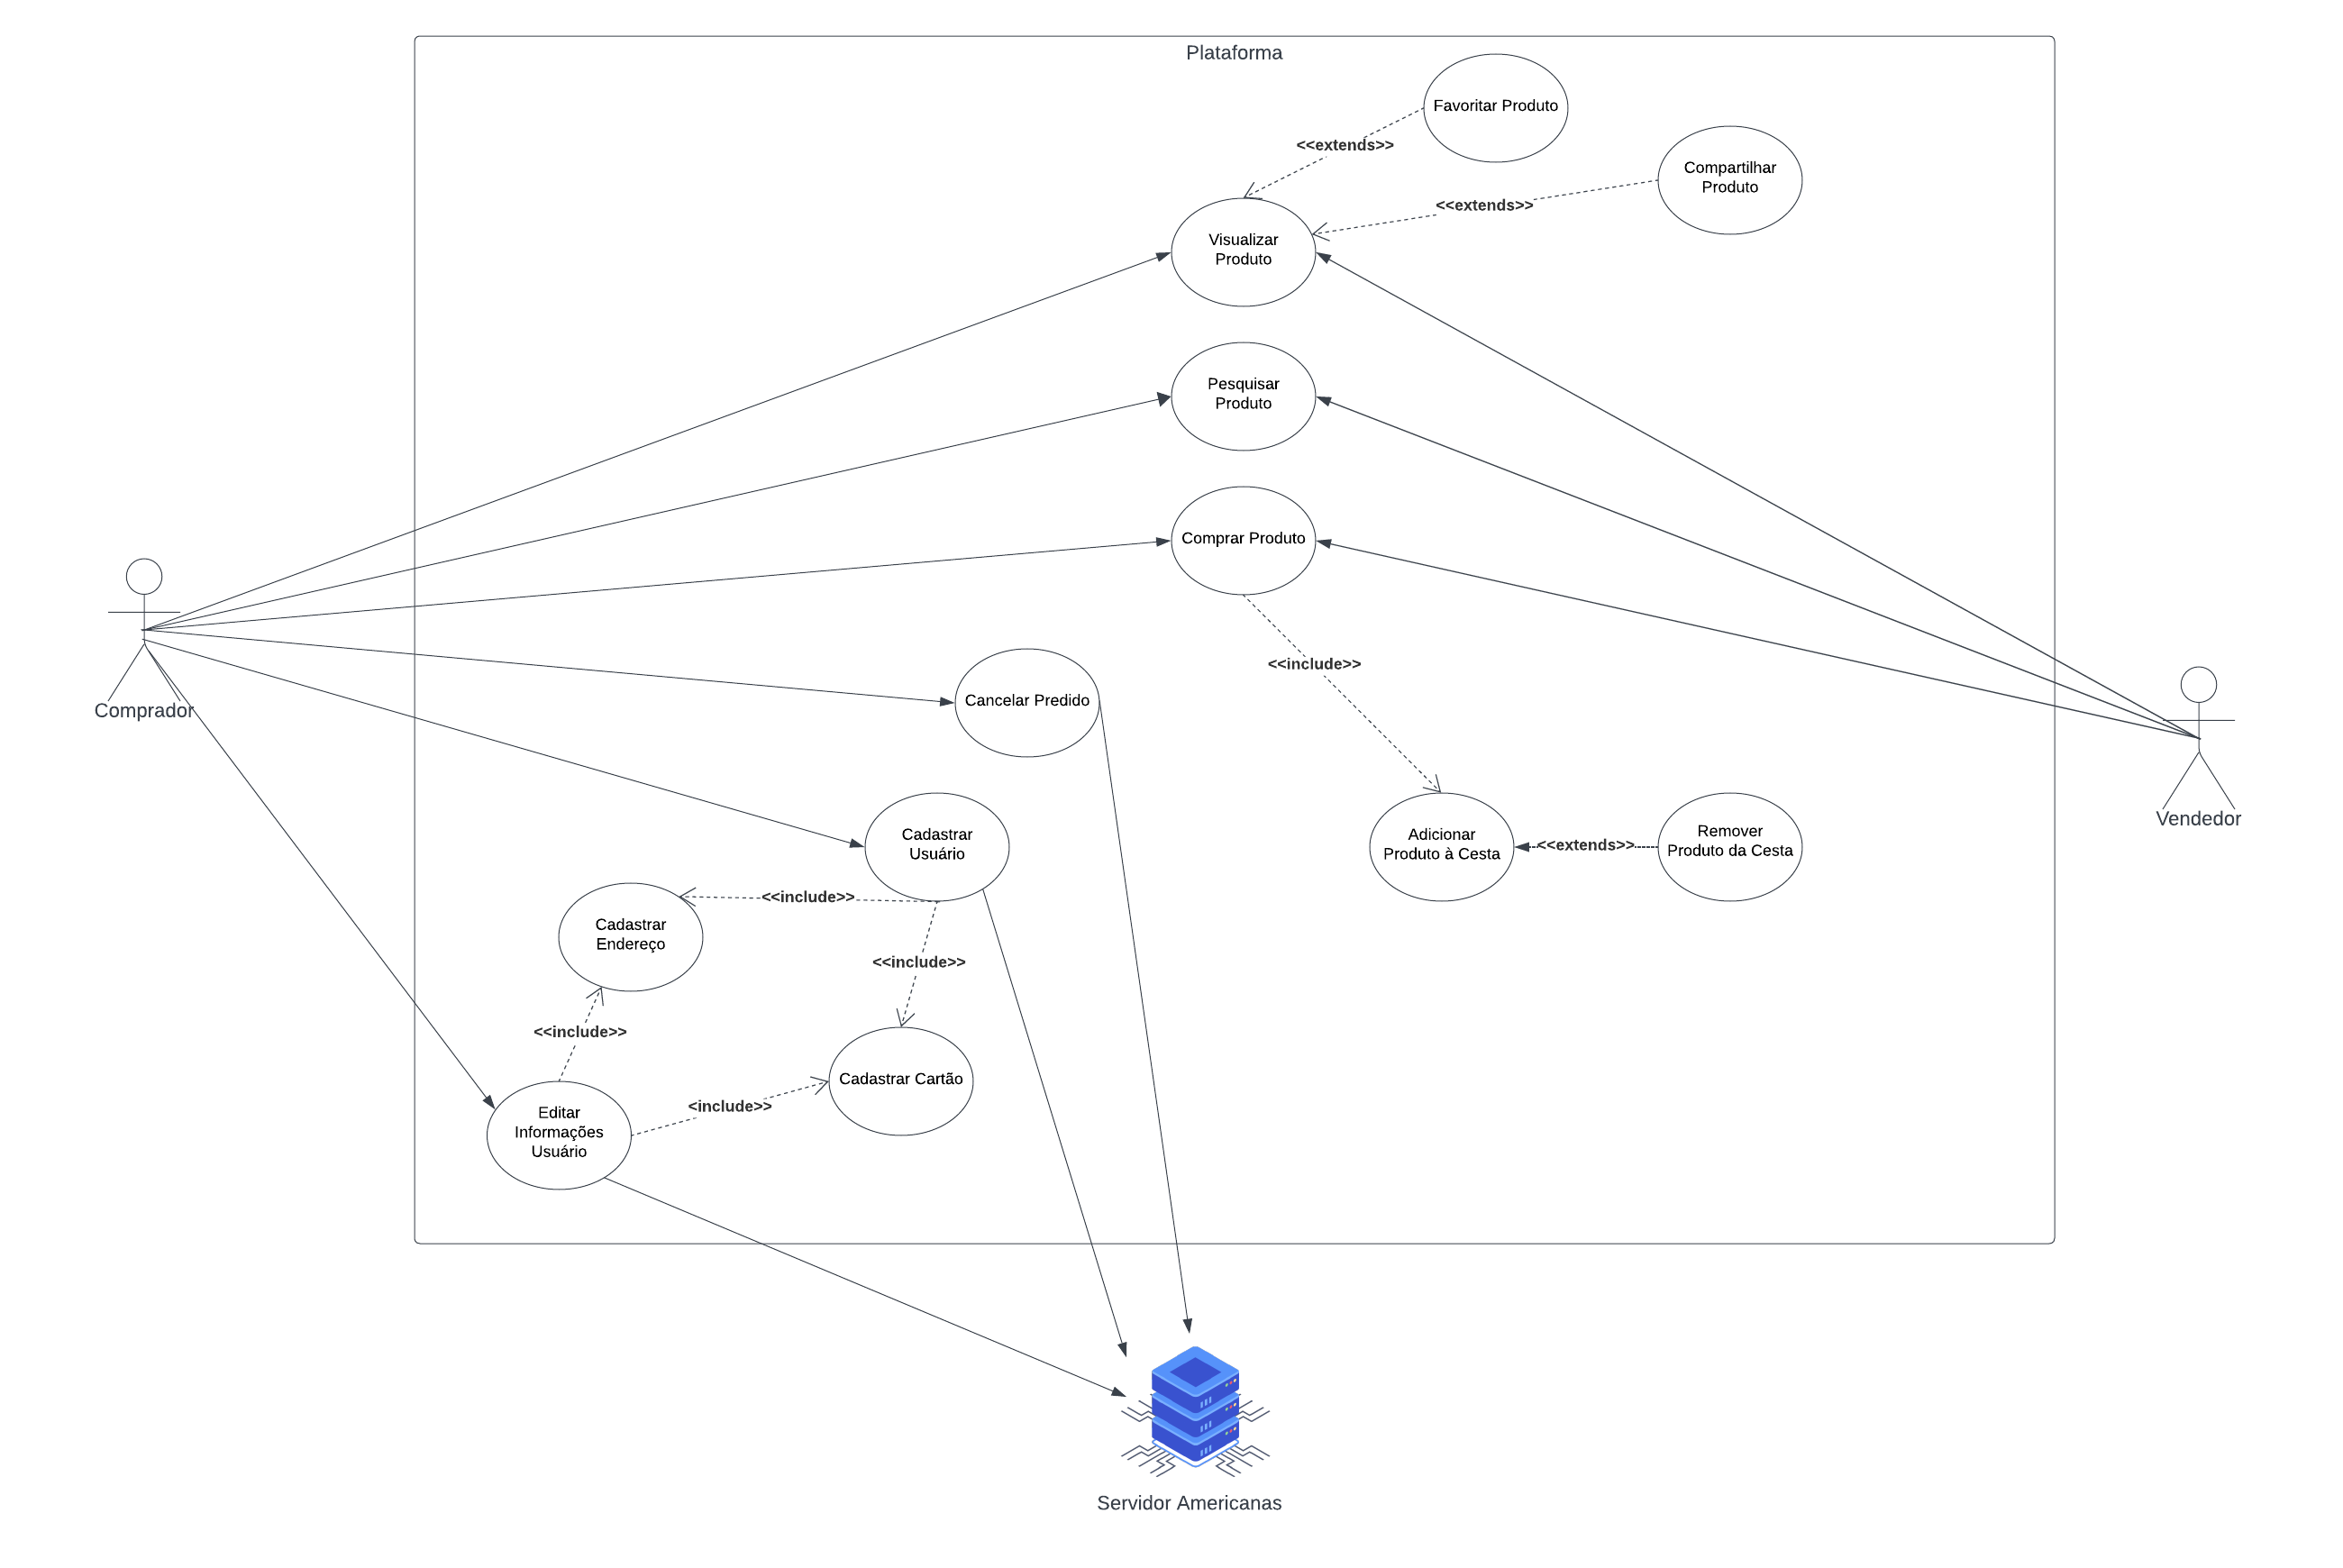 Plataforma
Favoritar Produto
<<extends>>
Compartilhar
Produto
<<extends>>
Visualizar
Produto
Pesquisar
Produto
Comprar Produto
<<include>>
Comprador
Cancelar Predido
Vendedor
Cadastrar
Usuário
Adicionar
Produto à Cesta
<<extends>>
Remover
Produto da Cesta
<<include>>
Cadastrar
Endereço
<<include>>
<<include>>
Cadastrar Cartão
<include>>
Editar
Informações
Usuário
Servidor Americanas